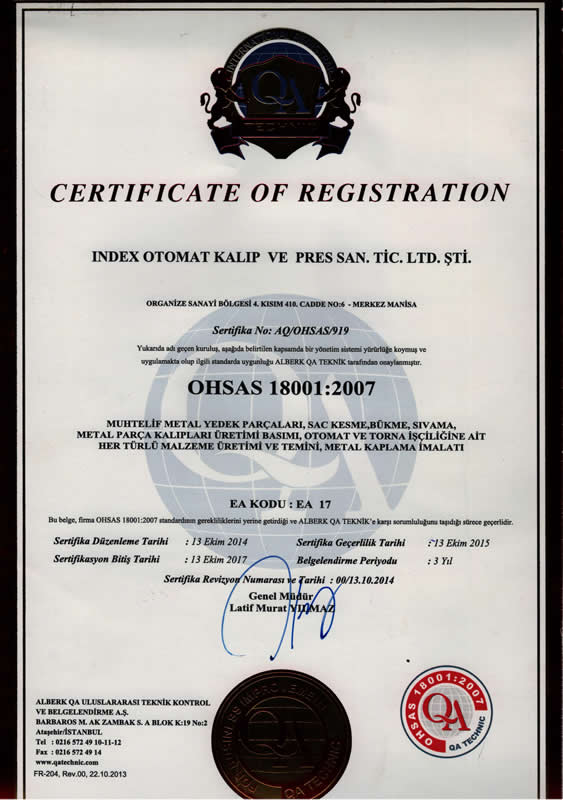 INTERNATIONAL
QA
TECHNIC
CERTIFICATE OF REGISTRATION
INDEX OTOMAT KALIP VE PRES SAN. TİC. LTD. ŞTİ.
ORGANIZE SANAYİ BÖLGESİ 4. KISIM 410. CADDE NO:6 - MERKEZ MANİSA
Sertifika No: AQ/OHSAS/919
Yukarıda adı geçen kuruluş, aşağıda belirtilen kapsamda bir yönetim sistemi yürürlüğe koymuş ve
uygulamakta olup ilgili standarda uygunluğu ALBERK QA TEKNİK tarafından onaylanmıştır.
OHSAS 18001:2007
MUHTELİF METAL YEDEK PARÇALARI, SAC KESME,BÜKME, SIVAMA,
METAL PARÇA KALIPLARI ÜRETİMİ BASIMI, OTOMAT VE TORNA İŞÇİLİĞİNE AİT
HER TÜRLÜ MALZEME ÜRETİMİ VE TEMİNİ, METAL KAPLAMA İMALATI
EA KODU : EA 17
Bu belge, firma OHSAS 18001:2007 standardının gerekliliklerini yerine getirdiği ve ALBERK QA TEKNİK'e karşı sorumluluğunu taşıdığı sürece geçerlidir.
Sertifika Düzenleme Tarihi : 13 Ekim 2014 Sertifika Geçerlilik Tarihi : 13 Ekim 2015
Sertifikasyon Bitiş Tarihi : 13 Ekim 2017 Belgelendirme Periyodu : 3 Yıl
Sertifika Revizyon Numarası ve Tarihi : 00/13.10.2014
Genel Müdür
Latif Murat YILMAZ
ALBERK QA ULUSLARARASI TEKNİK KONTROL
VE BELGELENDİRME A.Ş.
BARBAROS M. AK ZAMBAK S. A BLOK K:19 No:2
Ataşehir/İSTANBUL
Tel : 0216 572 49 10-11-12
Fax : 0216 572 49 14
www.qatechnic.com
FR-204, Rev.00, 22.10.2013
FOR BUSINESS IMPROVEMENT
QA
QA TECHNIC
OHSAS 18001:2007
QA
QA TECHNIC